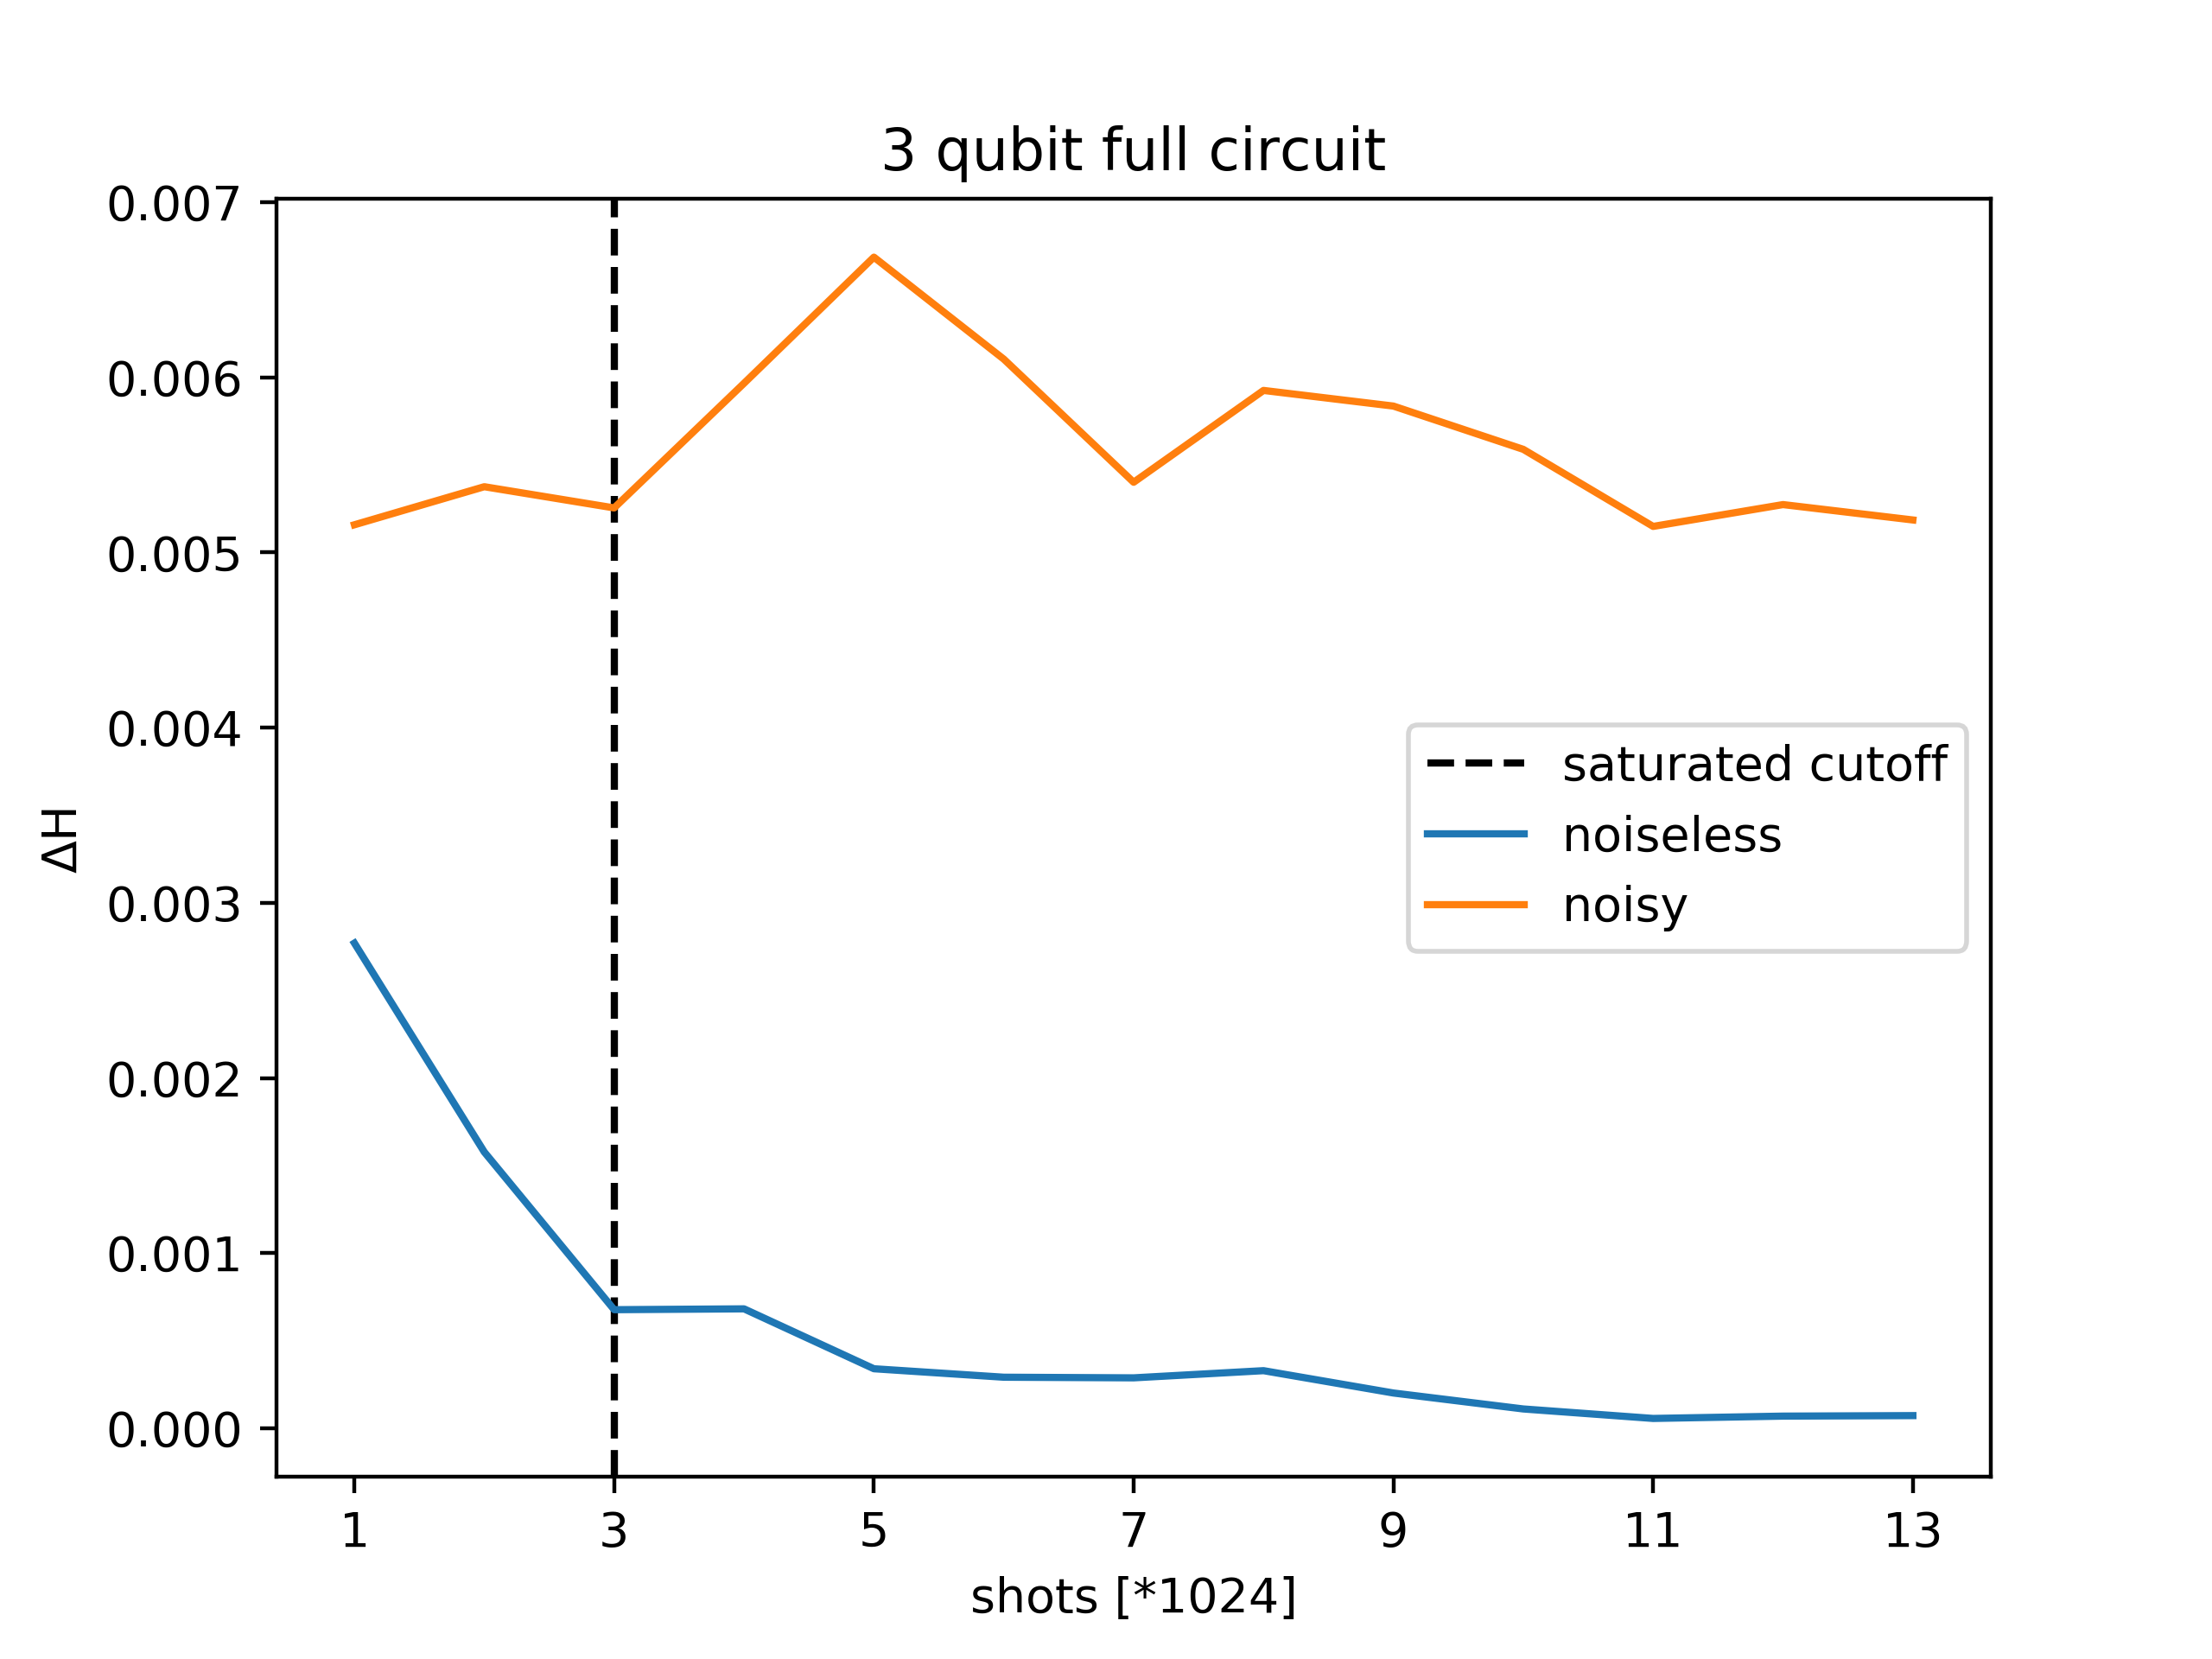 3 qubit full circuit
0.007
0.006
0.005
0.004
0.003
0.002
0.001
0.000
ΔH
saturated cutoff
noiseless
noisy
1 3 5 7 9 11 13
shots [*1024]